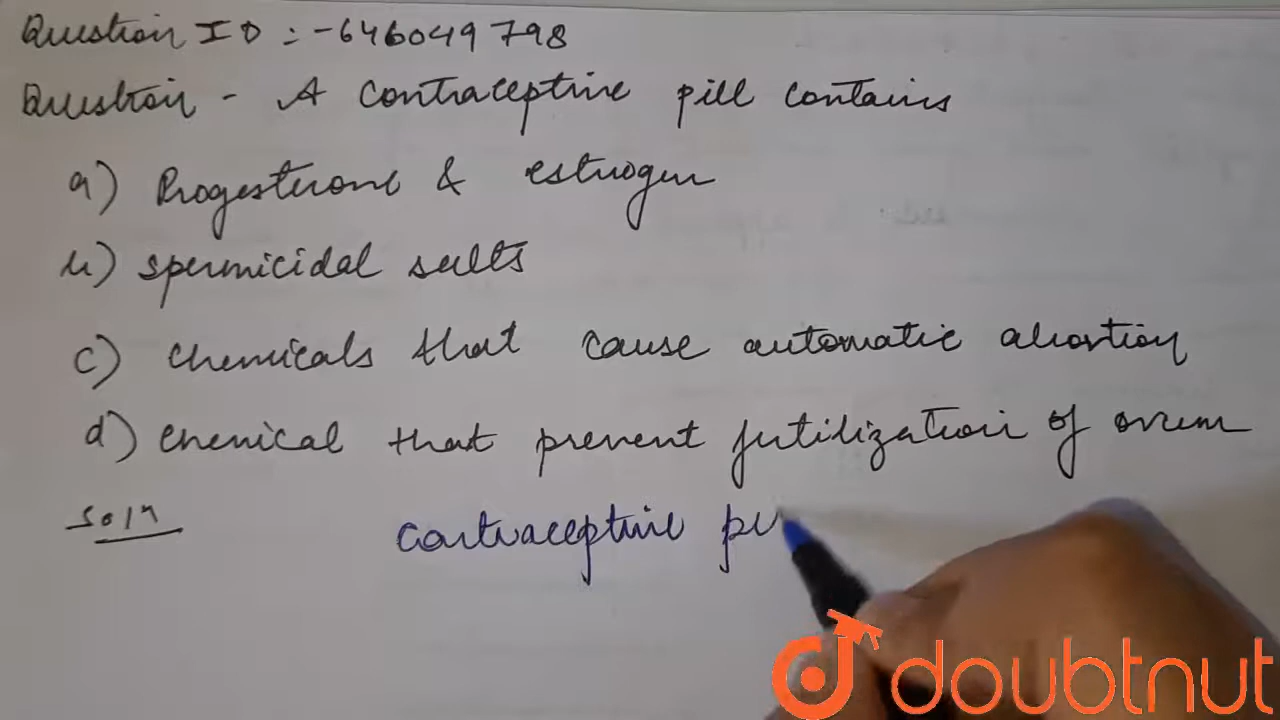 Question ID :- 646049798
Question - A contraceptive pill contains
a) Progesterone & estrogen
b) spermicidal salts
c) chemicals that cause automatic abortion
d) chemical that prevent fertilization of ovum
Soln
contraceptive
doubtnut